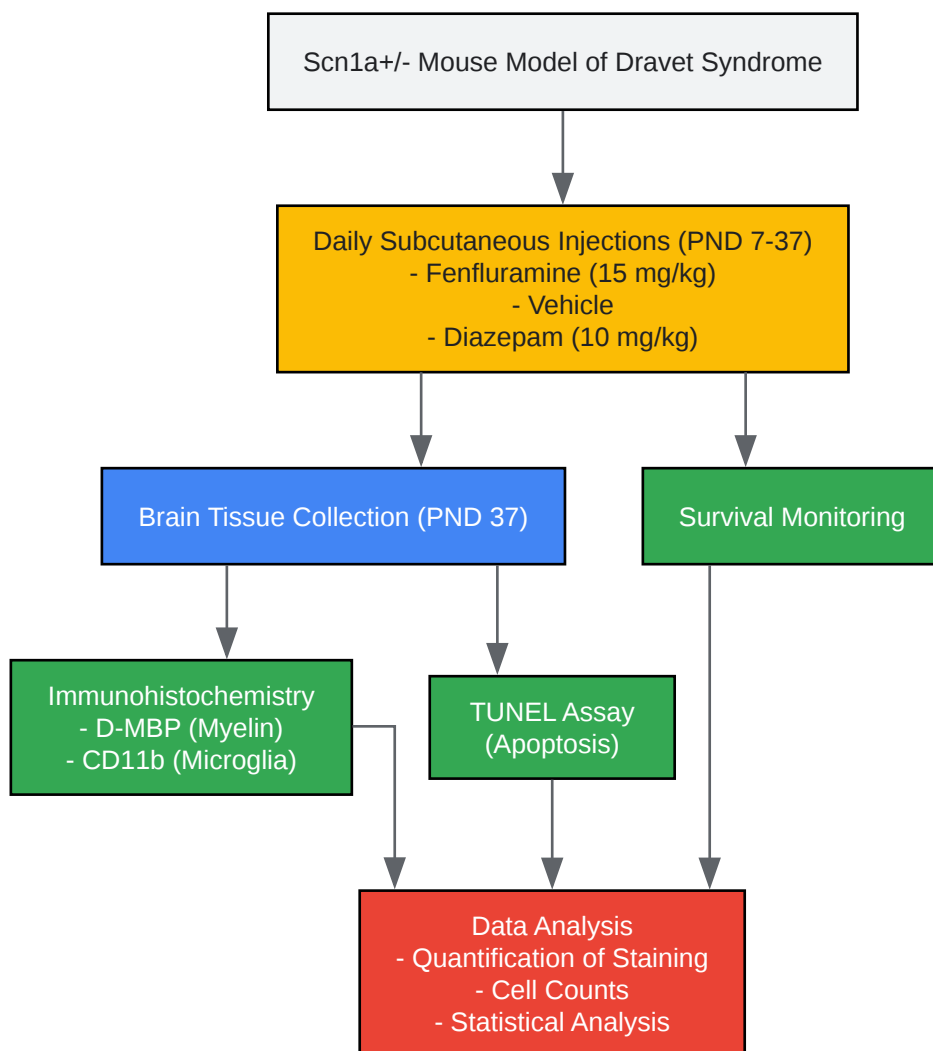 Scn1a+/- Mouse Model of Dravet Syndrome
Daily Subcutaneous Injections (PND 7-37)
- Fenfluramine (15 mg/kg)
- Vehicle
- Diazepam (10 mg/kg)
Brain Tissue Collection (PND 37)
Survival Monitoring
Immunohistochemistry
- D-MBP (Myelin)
- CD11b (Microglia)
TUNEL Assay
(Apoptosis)
Data Analysis
- Quantification of Staining
- Cell Counts
- Statistical Analysis